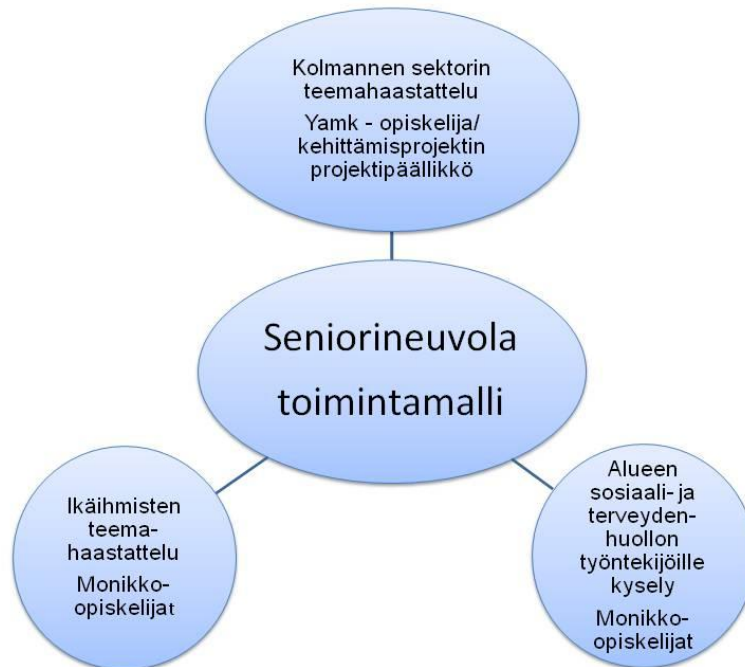 Kolmannen sektorin
teemahaastattelu
Yamk - opiskelija/
kehittämisprojektin
projektipäällikkö
Seniorineuvola
toimintamalli
Ikäihmisten
teema-
haastattelu
Monikko-
opiskelijat
Alueen
sosiaali- ja
terveyden-
huollon
työntekijöille
kysely
Monikko-
opiskelijat